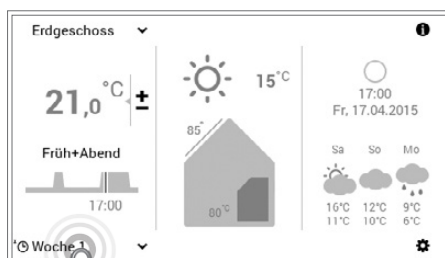 Erdgeschoss
21,0 °C ±
Früh+Abend
17:00
Woche 1
15°C
85°
80 °C
17:00
Fr, 17.04.2015
Sa So Mo
16°C 12°C 9°C
11°C 10°C 6°C